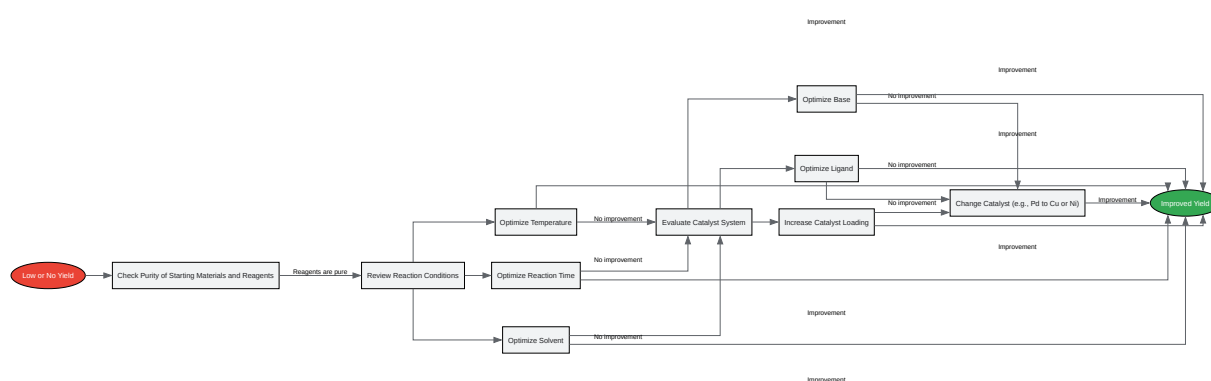 Improvement
Improvement
Optimize Base
No improvement
Improvement
Optimize Ligand
No improvement
Change Catalyst (e.g., Pd to Cu or Ni)
Improvement
Improved Yield
No improvement
Optimize Temperature
No improvement
Evaluate Catalyst System
Increase Catalyst Loading
Improvement
No improvement
Low or No Yield
Check Purity of Starting Materials and Reagents
Reagents are pure
Review Reaction Conditions
Optimize Reaction Time
Improvement
Optimize Solvent
No improvement
Improvement